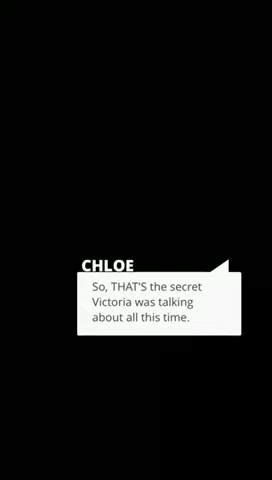 CHLOE
So, THAT'S the secret
Victoria was talking
about all this time.